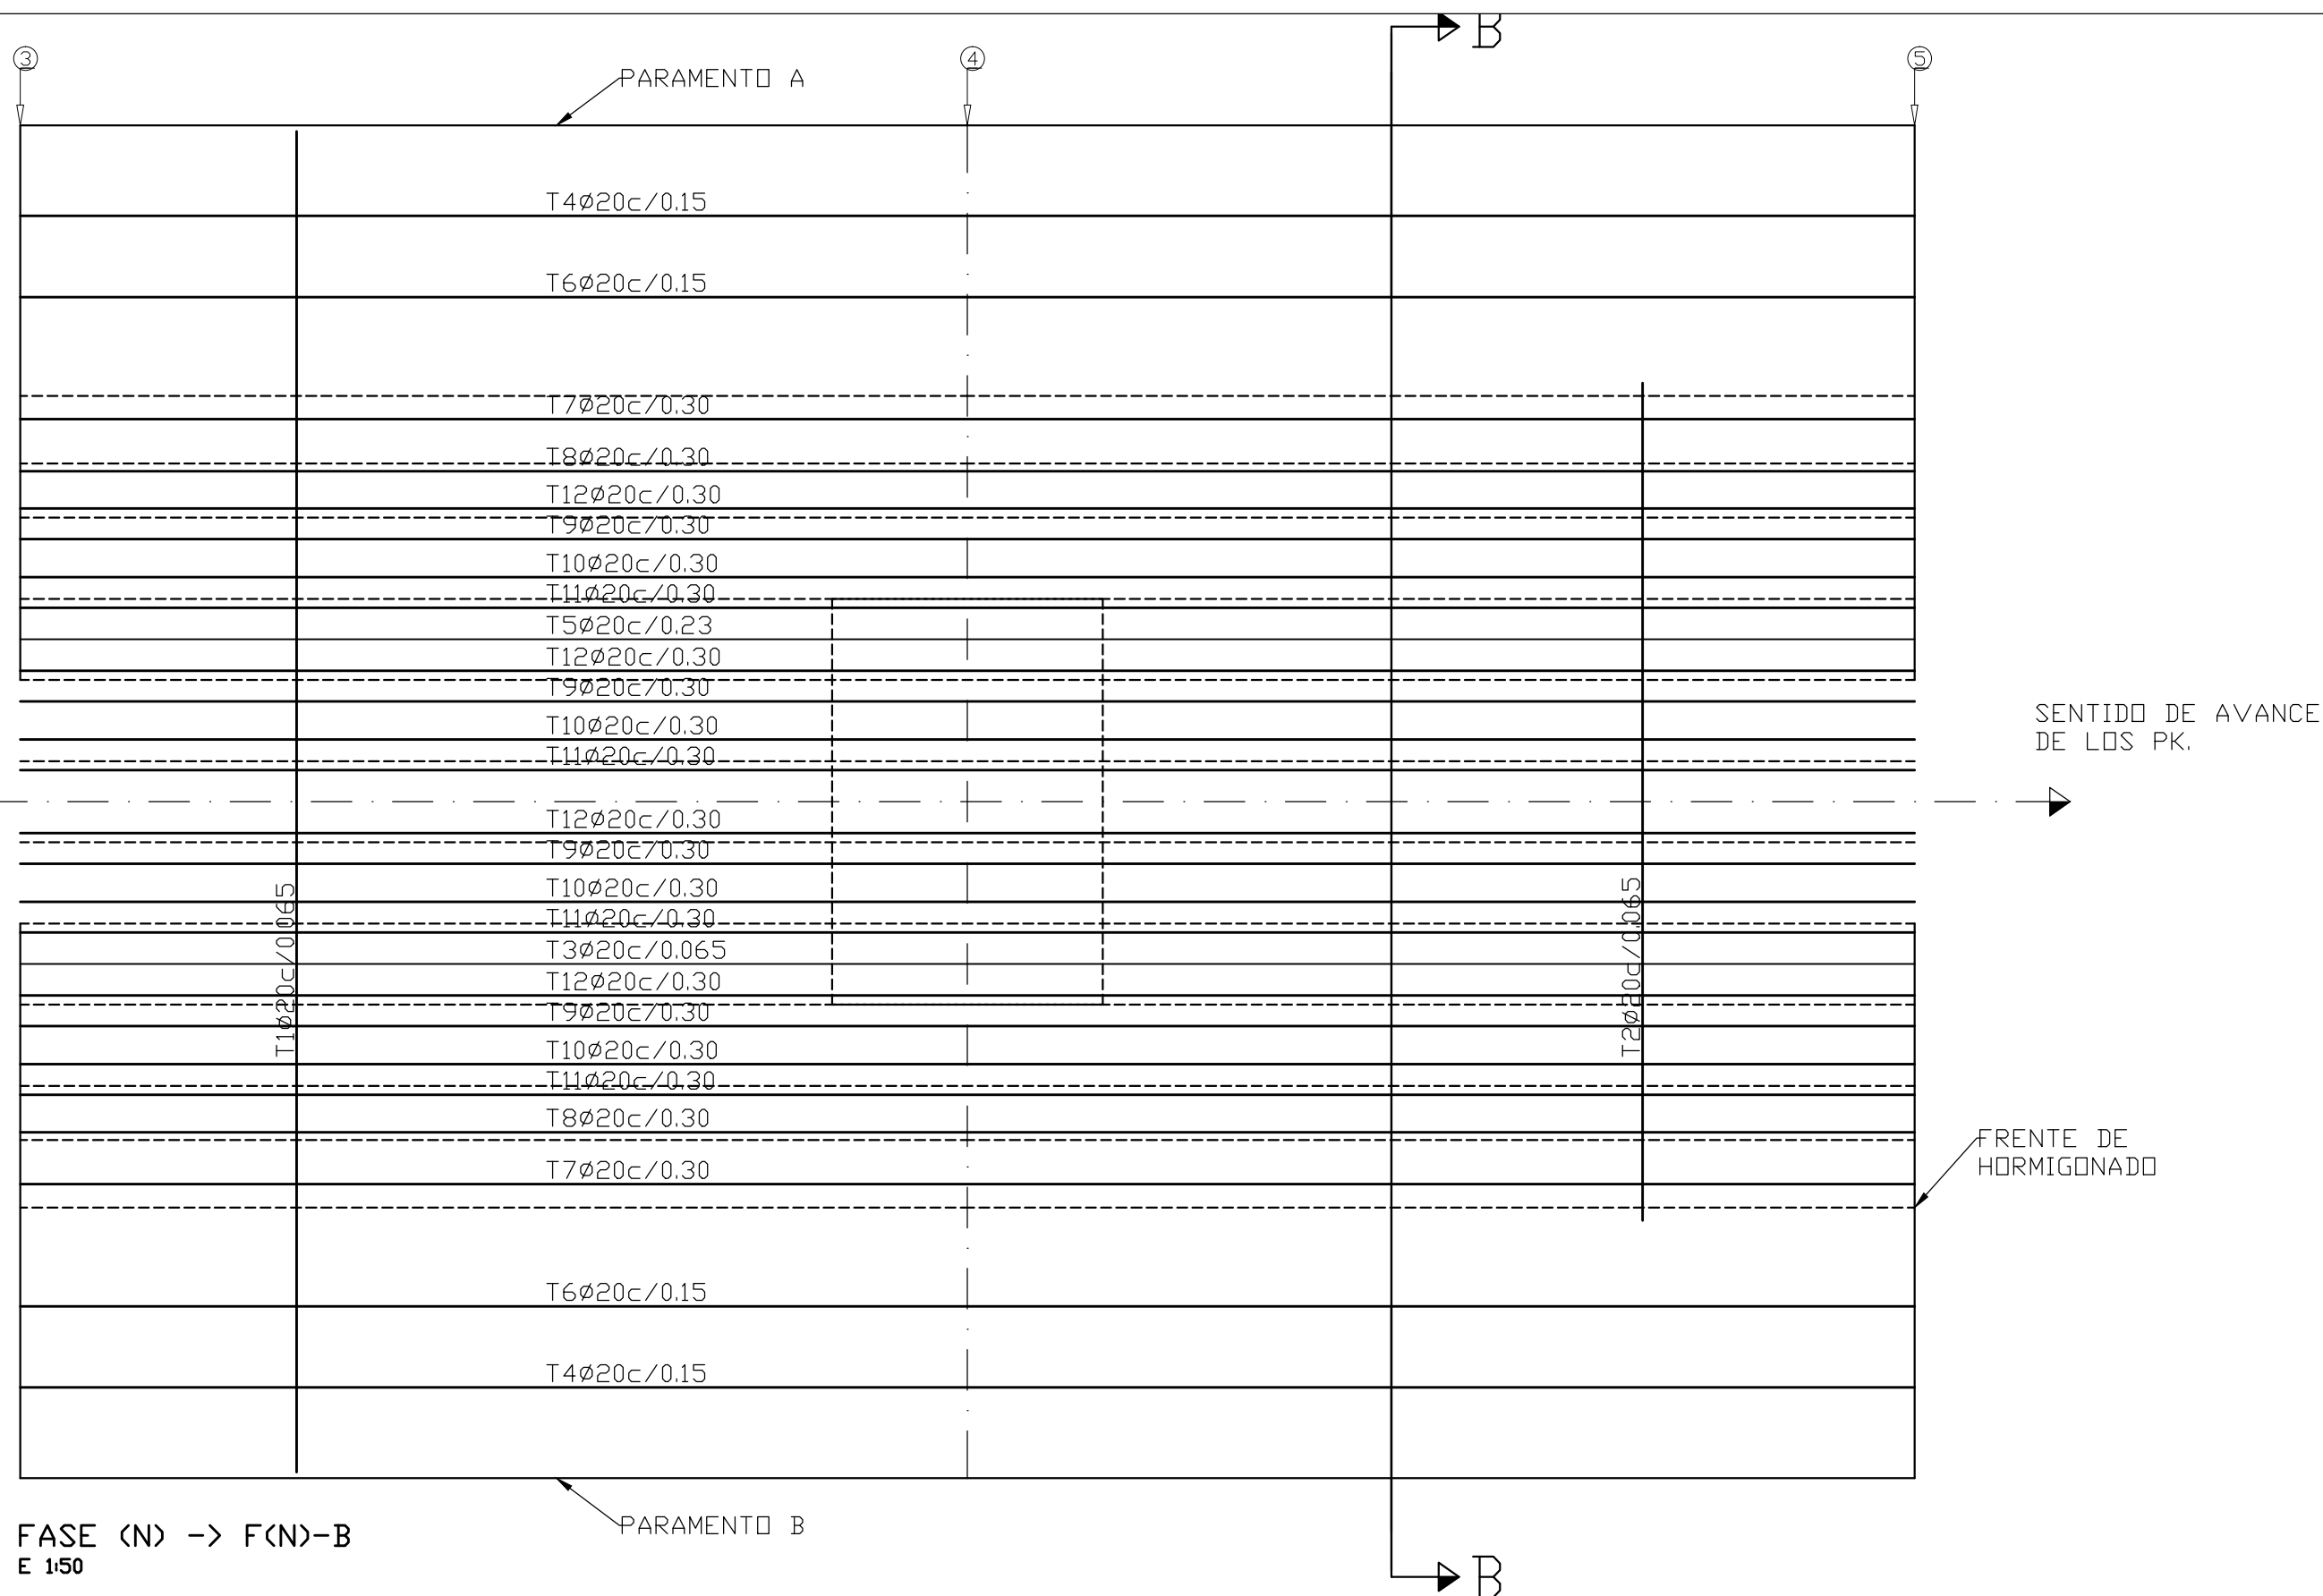 B
3
4
5
PARAMENTO A
T4ø20c/0.15
T6ø20c/0.15
T7ø20c/0.30
T8ø20c/0.30
T12ø20c/0.30
T9ø20c/0.30
T10ø20c/0.30
T11ø20c/0.30
T5ø20c/0.23
T12ø20c/0.30
T9ø20c/0.30
T10ø20c/0.30
T11ø20c/0.30
SENTIDO DE AVANCE
DE LOS PK.
T12ø20c/0.30
T9ø20c/0.30
T10ø20c/0.30
T11ø20c/0.30
T3ø20c/0.065
T12ø20c/0.30
T9ø20c/0.30
T10ø20c/0.30
T11ø20c/0.30
T1ø20c/0.065
T2ø20c/0.065
T8ø20c/0.30
T7ø20c/0.30
FRENTE DE
HORMIGONADO
T6ø20c/0.15
T4ø20c/0.15
PARAMENTO B
FASE (N) -> F(N)-B
E 1:50
B